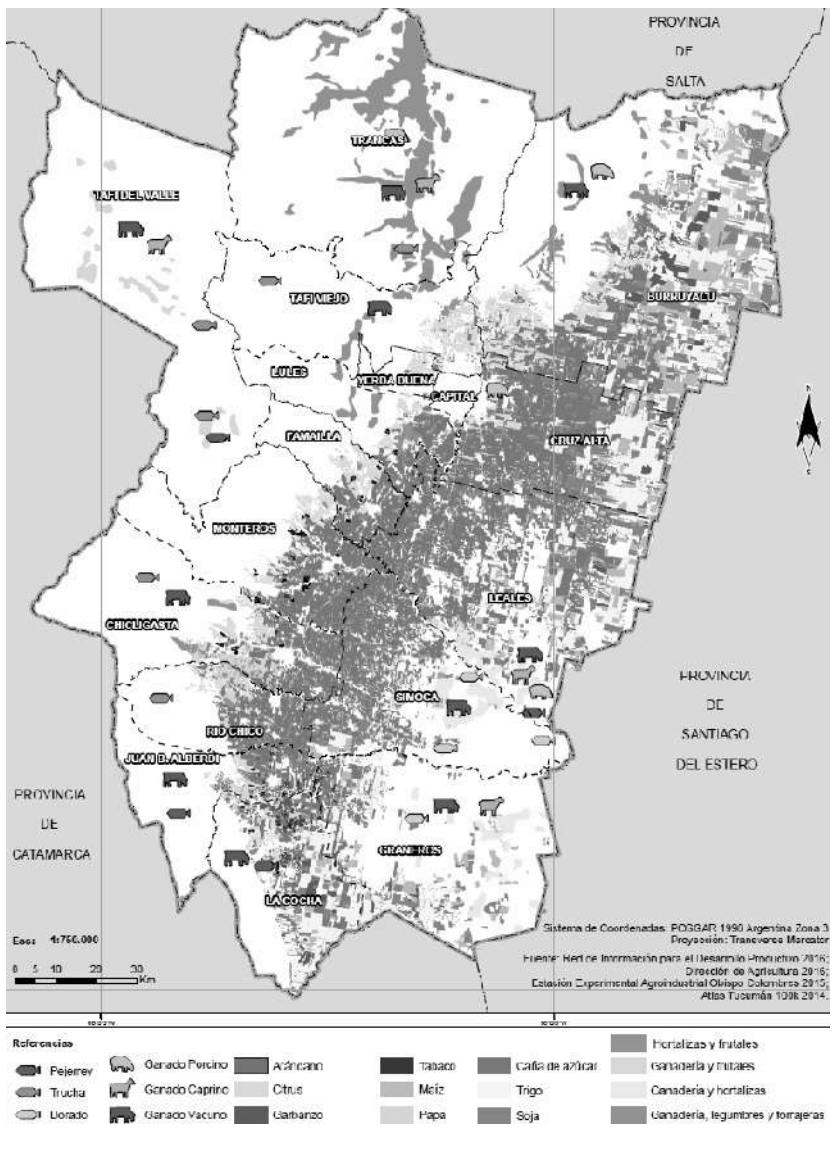 PROVINCIA
DE
SALTA
TRANCAS
TAFI DEL VALLE
BURRUYACU
TAFI VIEJO
LULES
YERBA BUENA
CAPITAL
FAMAILLA
CRUZ ALTA
MONTEROS
LEALES
CHICLIGASTA
PROVINCIA
DE
SANTIAGO
DEL ESTERO
SIMOCA
RIO CHICO
JUAN B. ALBERDI
PROVINCIA
DE
CATAMARCA
GRANEROS
LA COCHA
Sistema de Coordenadas: POSGAR 1990 Argentina Zona 3
Proyección: Transverse Mercator
1:750.000
Fuente: Red de Información para el Desarrollo Productivo 2016;
Dirección de Agricultura 2016;
Estación Experimental Agroindustrial Obispo Colombres 2015;
Atlas Tucumán 100k 2014.
0 5 10 20 30
Km
N
S
Referencias
Pejerrey
Trucha
Dorado
Ganado Porcino
Ganado Caprino
Ganado Vacuno
Arándano
Citrus
Garbanzo
Tabaco
Maíz
Papa
Caña de azúcar
Trigo
Soja
Hortalizas y frutales
Ganadería y frutales
Ganadería y hortalizas
Ganadería, legumbres y forrajeras